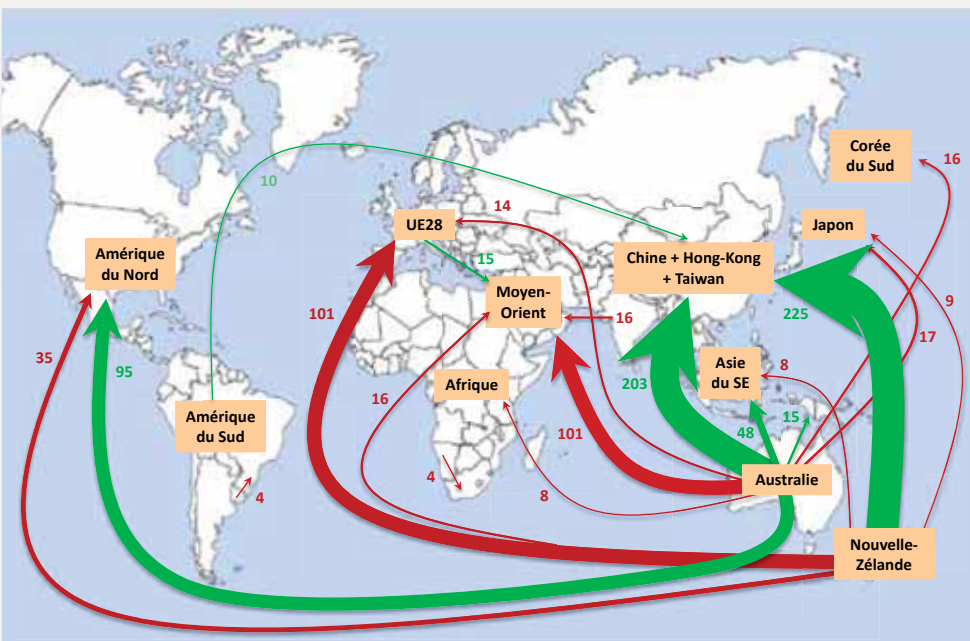 Corée
du Sud
16
10
14
UE28
Japon
Amérique
du Nord
Chine + Hong-Kong
+ Taiwan
15
Moyen-
Orient
101
16
225
9
17
35
95
16
Afrique
203
Asie
du SE
8
Amérique
du Sud
101
48
15
4
4
8
Australie
Nouvelle-
Zélande